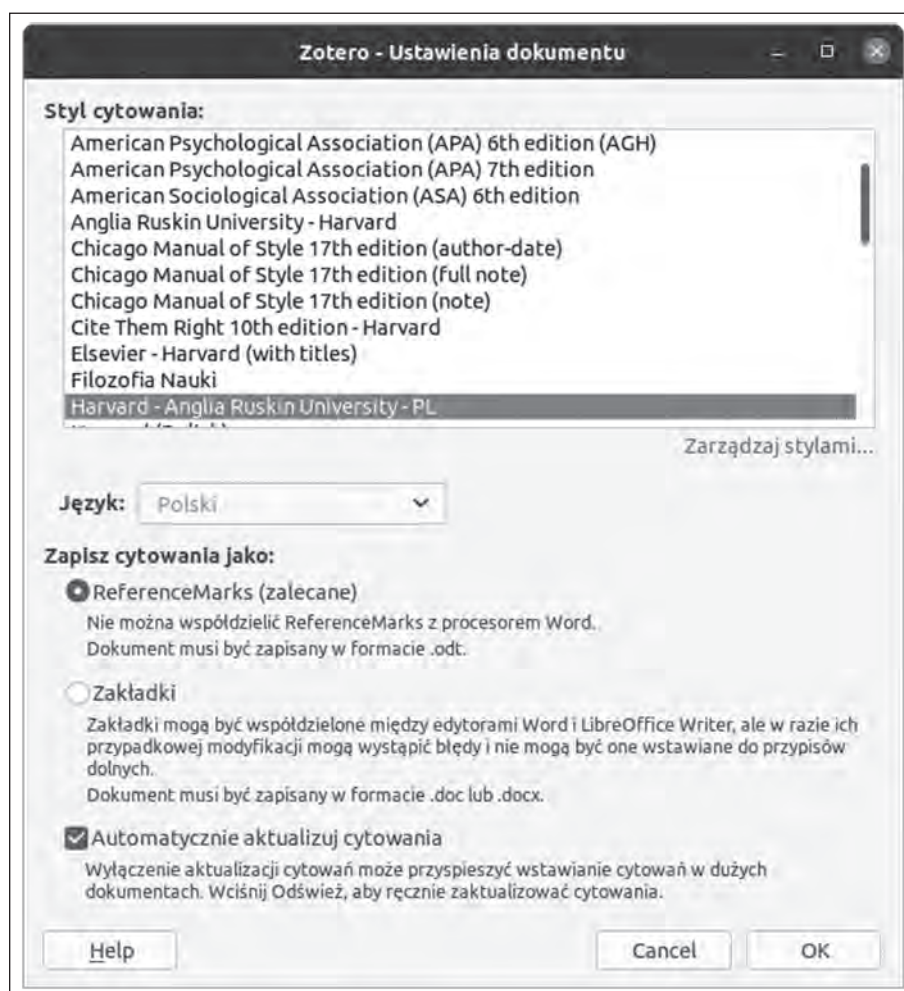 Zotero - Ustawienia dokumentu
Styl cytowania:
American Psychological Association (APA) 6th edition (AGH)
American Psychological Association (APA) 7th edition
American Sociological Association (ASA) 6th edition
Anglia Ruskin University - Harvard
Chicago Manual of Style 17th edition (author-date)
Chicago Manual of Style 17th edition (full note)
Chicago Manual of Style 17th edition (note)
Cite Them Right 10th edition - Harvard
Elsevier - Harvard (with titles)
Filozofia Nauki
Harvard - Anglia Ruskin University - PL
Zarządzaj stylami...
Język: Polski
Zapisz cytowania jako:
ReferenceMarks (zalecane)
Nie można współdzielić ReferenceMarks z procesorem Word.
Dokument musi być zapisany w formacie .odt.
Zakładki
Zakładki mogą być współdzielone między edytorami Word i LibreOffice Writer, ale w razie ich
przypadkowej modyfikacji mogą wystąpić błędy i nie mogą być one wstawiane do przypisów
dolnych.
Dokument musi być zapisany w formacie .doc lub .docx.
Automatycznie aktualizuj cytowania
Wyłączenie aktualizacji cytowań może przyspieszyć wstawianie cytowań w dużych
dokumentach. Wciśnij Odśwież, aby ręcznie zaktualizować cytowania.
Help Cancel OK